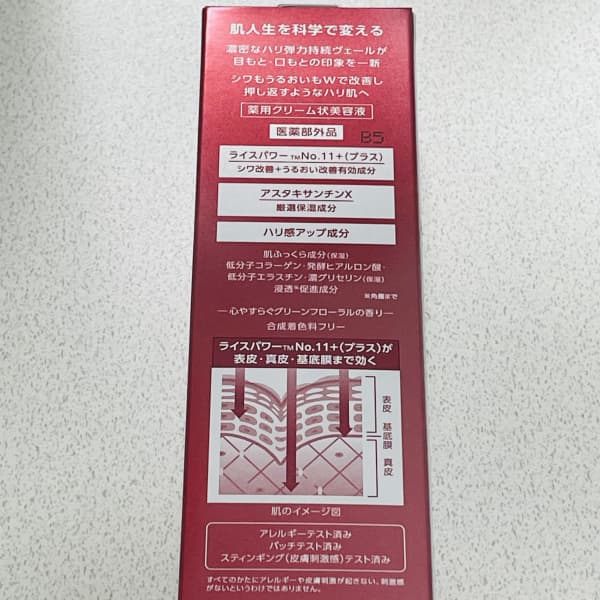 肌人生を科学で変える
濃密なハリ弾力持続ヴェールが
目もと・口もとの印象を一新
シワもうるおいもWで改善し
押し返すようなハリ肌へ
薬用クリーム状美容液
医薬部外品
B5
ライスパワー™No.11+(プラス)
シワ改善+うるおい改善有効成分
アスタキサンチンX
厳選保湿成分
ハリ感アップ成分
肌ふっくら成分(保湿)
低分子コラーゲン・発酵ヒアルロン酸・
低分子エラスチン・濃グリセリン(保湿)
浸透※促進成分
※角層まで
―心やすらぐグリーンフローラルの香り―
合成着色料フリー
ライスパワー™No.11+(プラス)が
表皮・真皮・基底膜まで効く
表皮
基底膜
真皮
肌のイメージ図
アレルギーテスト済み
パッチテスト済み
スティンギング(皮膚刺激感)テスト済み
すべてのかたにアレルギーや皮膚刺激が起きない、刺激感
がないというわけではありません。